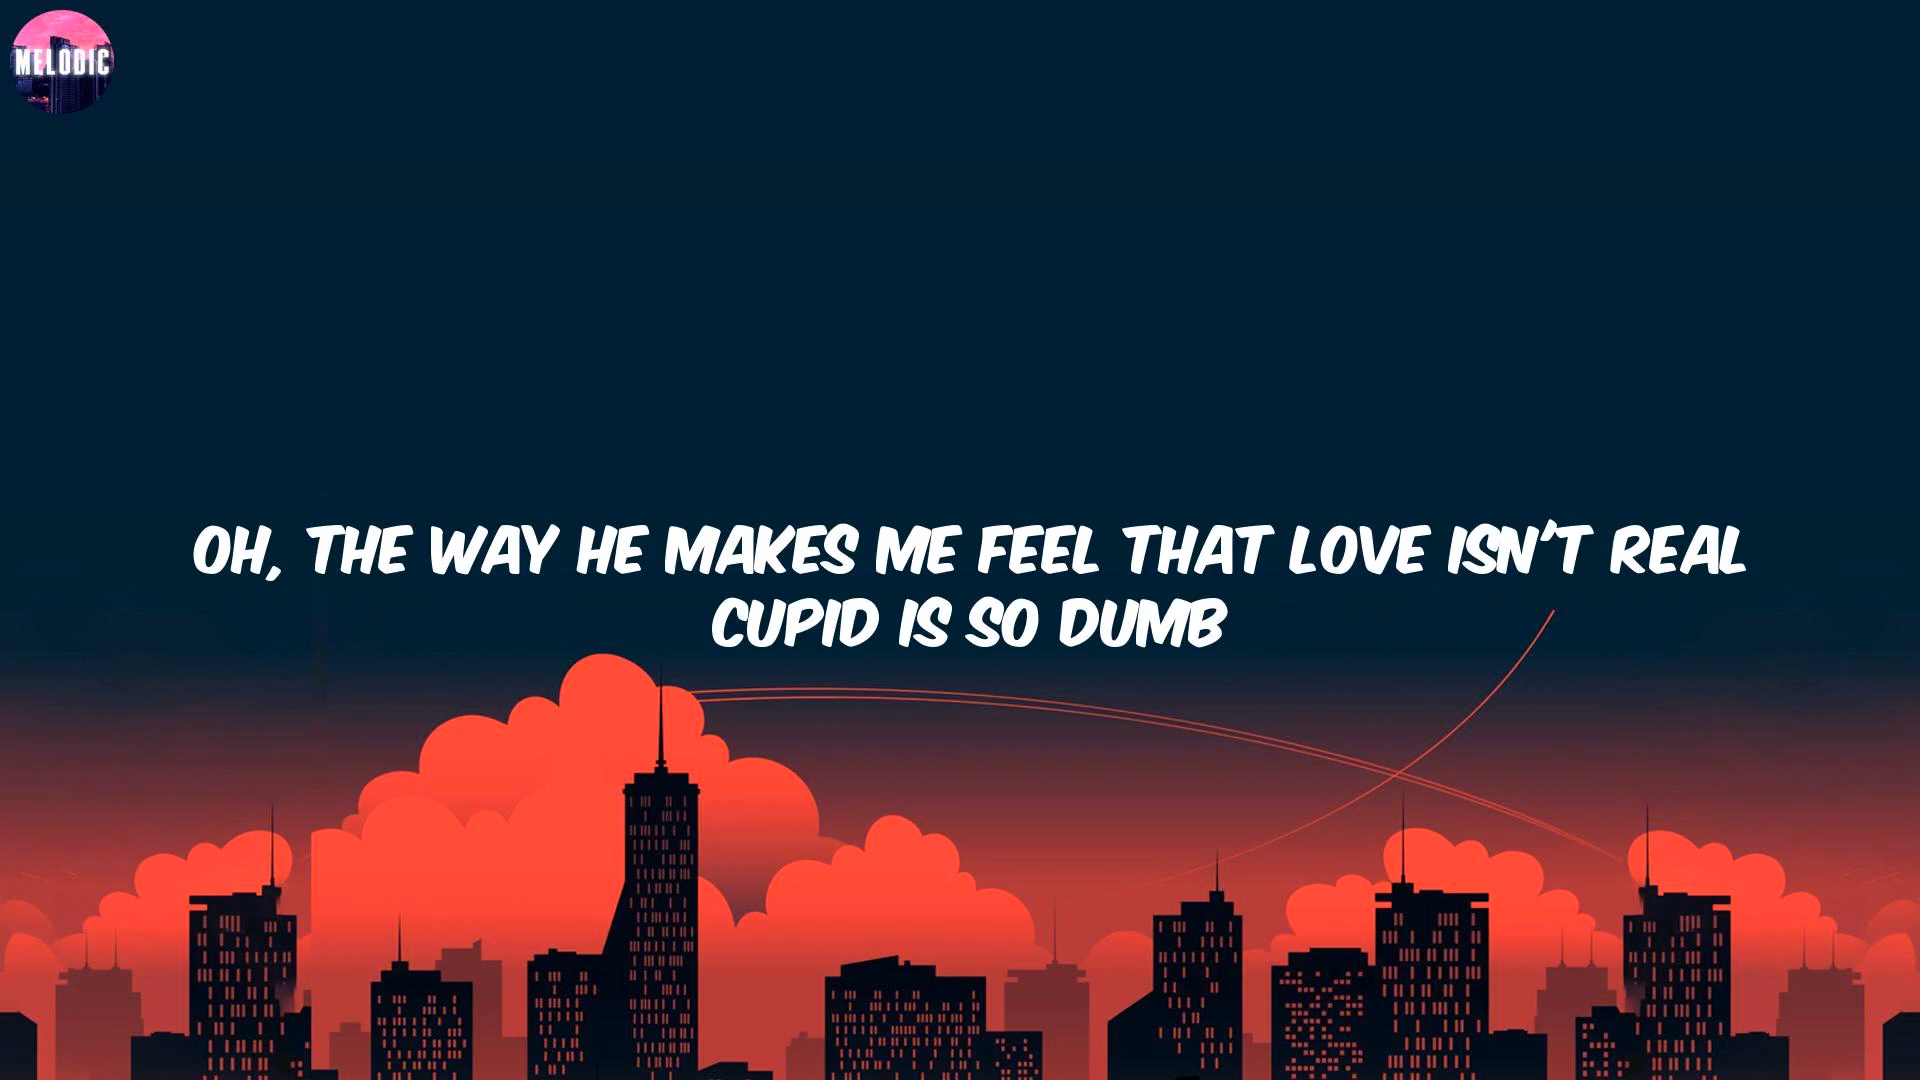 MELODIC
OH, THE WAY HE MAKES ME FEEL THAT LOVE ISN'T REAL
CUPID IS SO DUMB